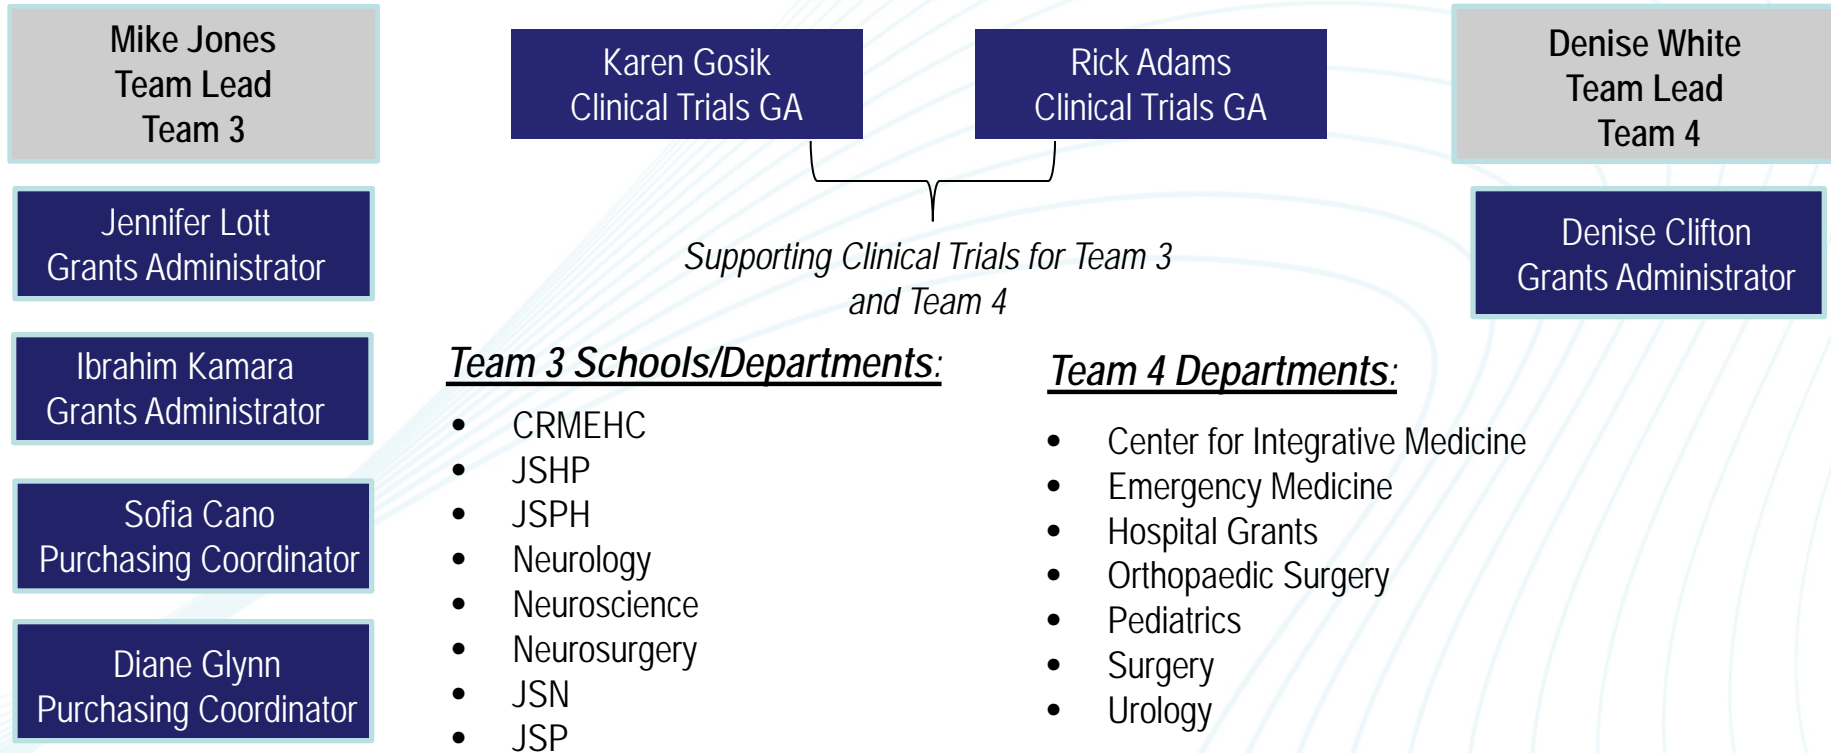 Mike Jones
Team Lead
Team 3
Karen Gosik
Clinical Trials GA
Rick Adams
Clinical Trials GA
Denise White
Team Lead
Team 4
Jennifer Lott
Grants Administrator
Supporting Clinical Trials for Team 3
and Team 4
Denise Clifton
Grants Administrator
Ibrahim Kamara
Grants Administrator
Sofia Cano
Purchasing Coordinator
Diane Glynn
Purchasing Coordinator
Team 3 Schools/Departments:
• CRMEHC
• JSHP
• JSPH
• Neurology
• Neuroscience
• Neurosurgery
• JSN
• JSP
Team 4 Departments:
• Center for Integrative Medicine
• Emergency Medicine
• Hospital Grants
• Orthopaedic Surgery
• Pediatrics
• Surgery
• Urology